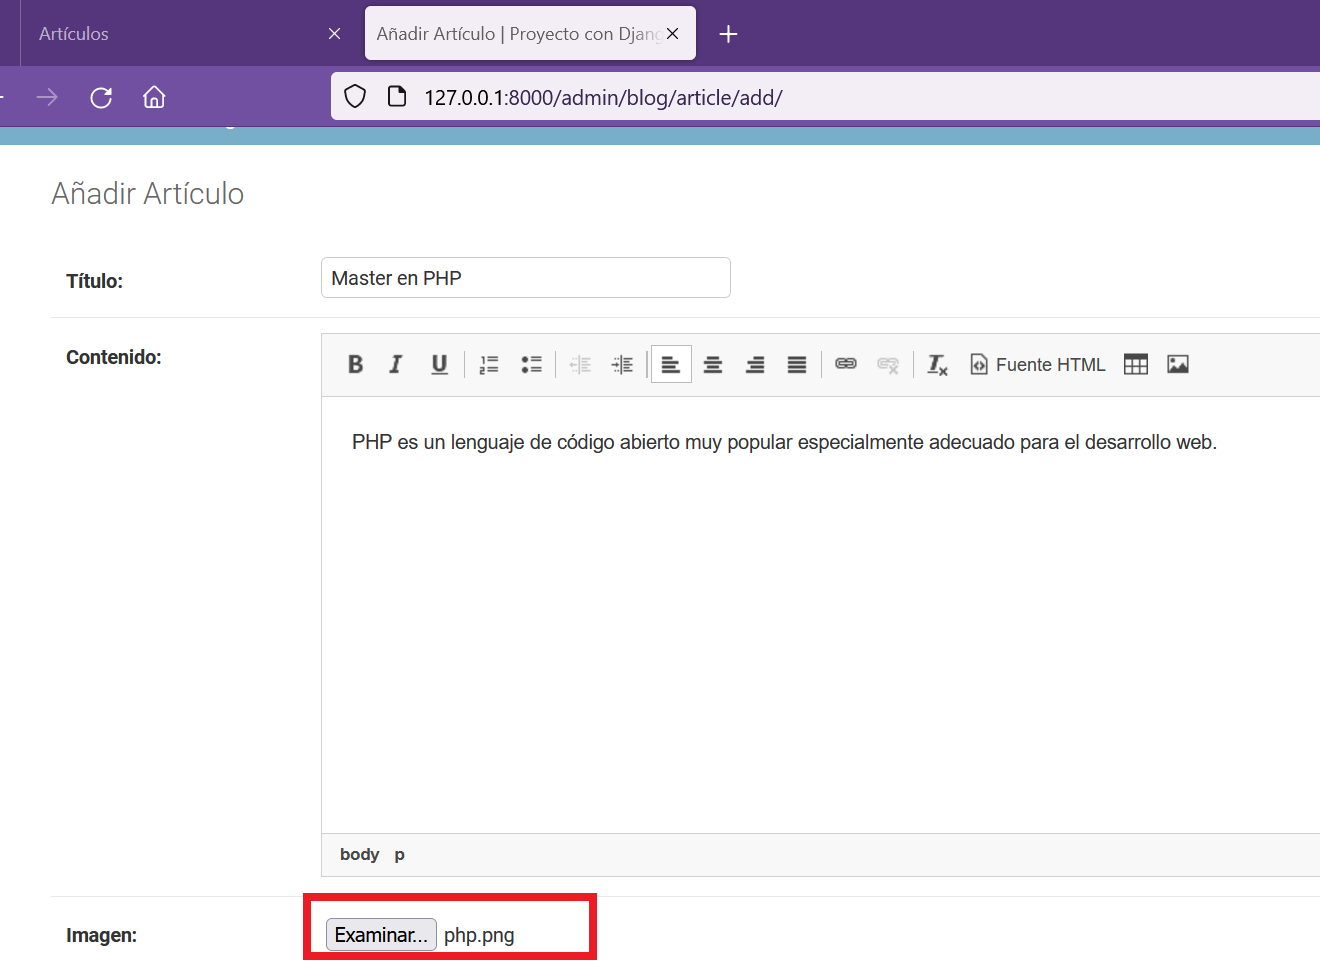 Artículos
Añadir Artículo | Proyecto con Djang
127.0.0.1:8000/admin/blog/article/add/
Añadir Artículo
Título:
Master en PHP
Contenido:
B I U Fuente HTML
PHP es un lenguaje de código abierto muy popular especialmente adecuado para el desarrollo web.
body p
Imagen:
Examinar... php.png